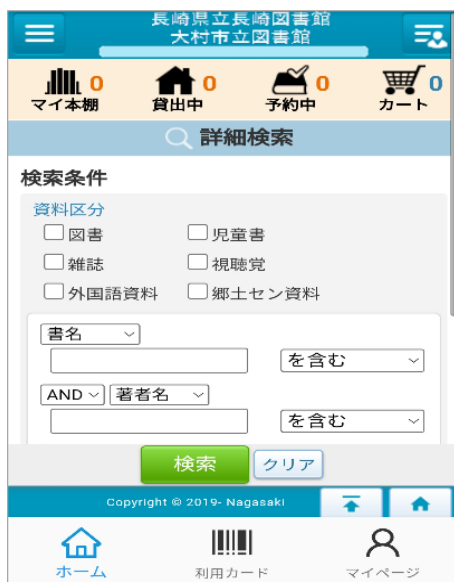 長崎県立長崎図書館
大村市立図書館
0 0 0 0
マイ本棚 貸出中 予約中 カート
詳細検索
検索条件
資料区分
図書 児童書
雑誌 視聴覚
外国語資料 郷土セン資料
書名
を含む
AND 著者名
を含む
検索 クリア
Copyright © 2019- Nagasaki
ホーム 利用カード マイページ